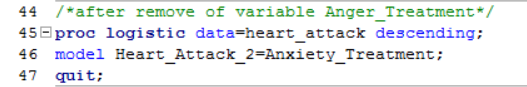 44 /*after remove of variable Anger_Treatment*/
45 proc logistic data=heart_attack descending;
46 model Heart_Attack_2=Anxiety_Treatment;
47 quit;